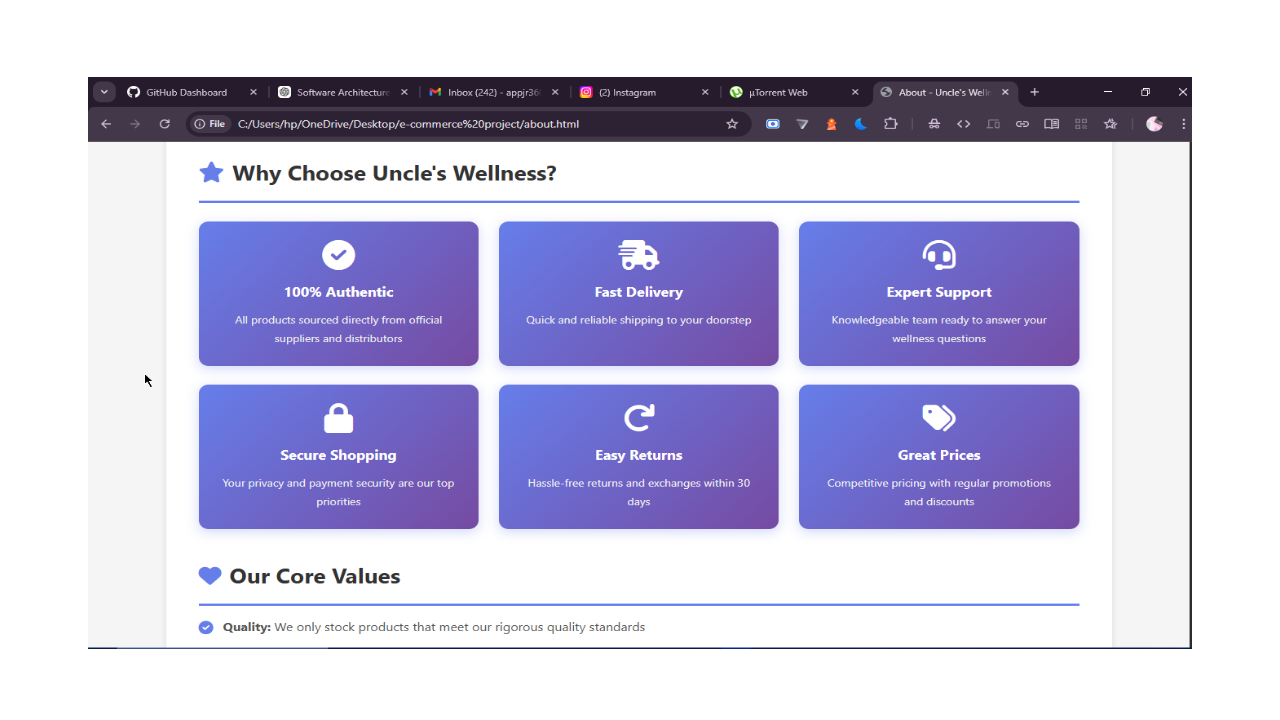 GitHub Dashboard
Software Architecture
Inbox (242) - appjr36
(2) Instagram
µTorrent Web
About - Uncle's Well
File
C:/Users/hp/OneDrive/Desktop/e-commerce%20project/about.html
Why Choose Uncle's Wellness?
100% Authentic
All products sourced directly from official
suppliers and distributors
Fast Delivery
Quick and reliable shipping to your doorstep
Expert Support
Knowledgeable team ready to answer your
wellness questions
Secure Shopping
Your privacy and payment security are our top
priorities
Easy Returns
Hassle-free returns and exchanges within 30
days
Great Prices
Competitive pricing with regular promotions
and discounts
Our Core Values
Quality: We only stock products that meet our rigorous quality standards